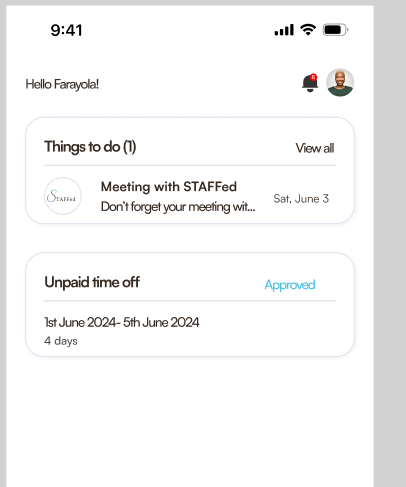 9:41
Hello Farayola!
Things to do (1)
View all
STAFFed
Meeting with STAFFed
Don't forget your meeting wit...
Sat, June 3
Unpaid time off
Approved
1st June 2024- 5th June 2024
4 days